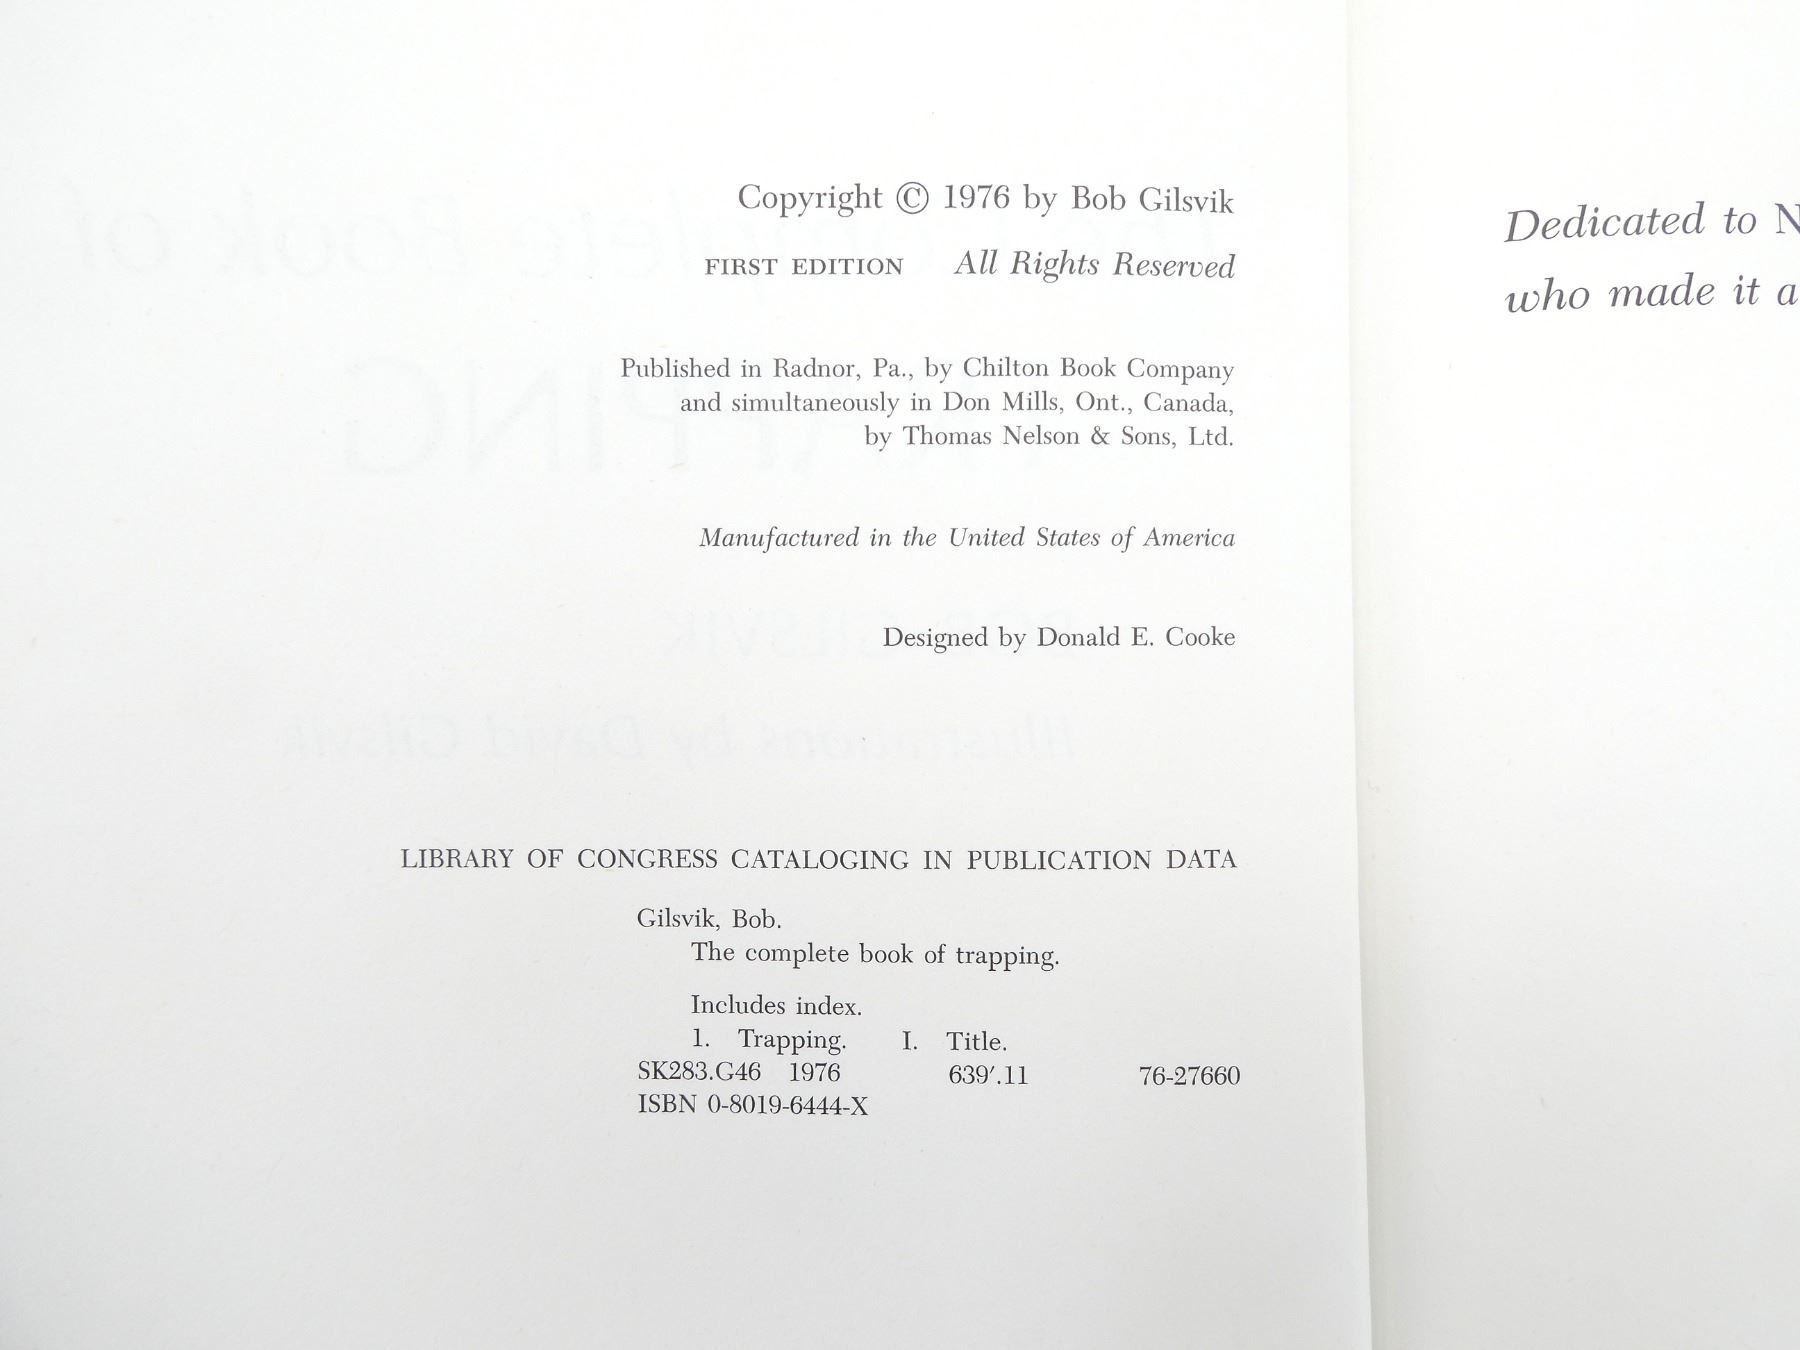 Copyright © 1976 by Bob Gilsvik
FIRST EDITION All Rights Reserved
Published in Radnor, Pa., by Chilton Book Company
and simultaneously in Don Mills, Ont., Canada,
by Thomas Nelson & Sons, Ltd.
Manufactured in the United States of America
Designed by Donald E. Cooke
LIBRARY OF CONGRESS CATALOGING IN PUBLICATION DATA
Gilsvik, Bob.
The complete book of trapping.
Includes index.
1. Trapping. I. Title.
SK283.G46 1976 639′.11 76-27660
ISBN 0-8019-6444-X
Dedicated to N
who made it a